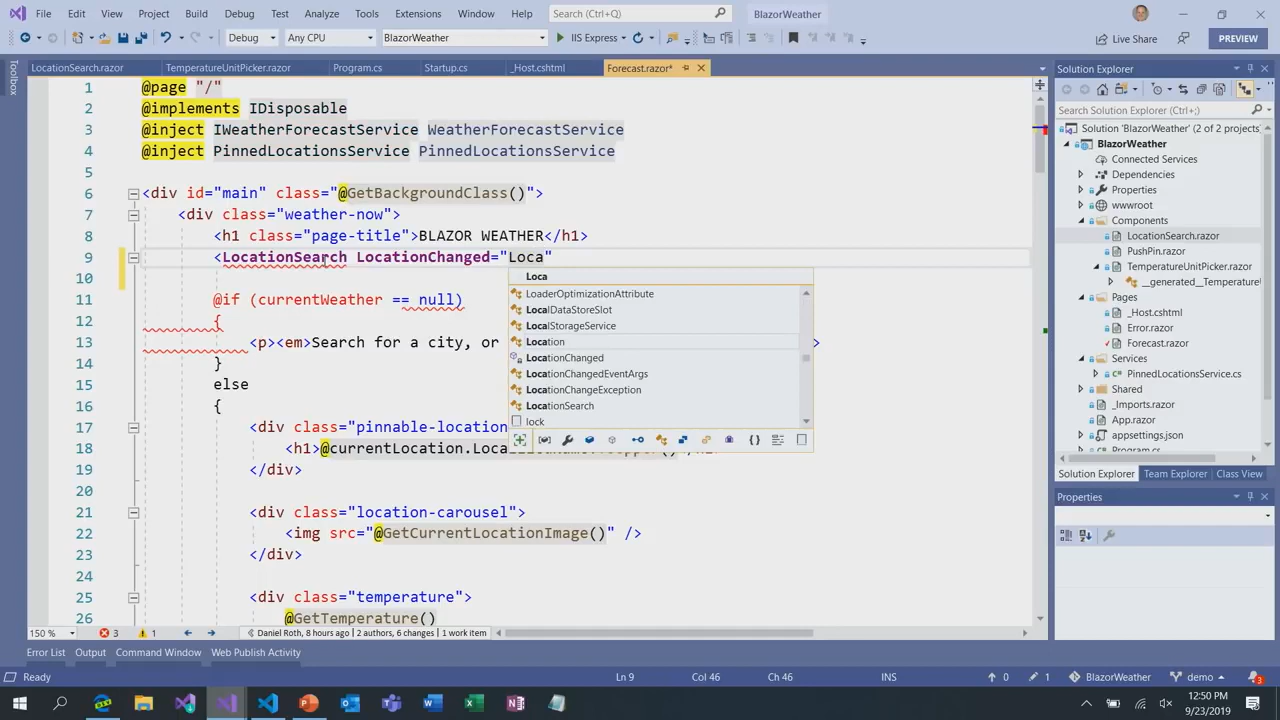 File Edit View Project Build Debug Test Analyze Tools Extensions Window Help Search (Ctrl+Q) BlazorWeather
Debug Any CPU BlazorWeather IIS Express Live Share PREVIEW
LocationSearch.razor TemperatureUnitPicker.razor Program.cs Startup.cs _Host.cshtml Forecast.razor*
Toolbox
1 @page "/"
2 @implements IDisposable
3 @inject IWeatherForecastService WeatherForecastService
4 @inject PinnedLocationsService PinnedLocationsService
5
6 <div id="main" class="@GetBackgroundClass()">
7 <div class="weather-now">
8 <h1 class="page-title">BLAZOR WEATHER</h1>
9 <LocationSearch LocationChanged="Loca"
10
11 @if (currentWeather == null)
12 {
13 <p><em>Search for a city, or >
14 }
15 else
16 {
17 <div class="pinnable-location
18 <h1>@currentLocation.Loca
19 </div>
20
21 <div class="location-carousel">
22 <img src="@GetCurrentLocationImage()" />
23 </div>
24
25 <div class="temperature">
26 @GetTemperature()
Loca
LoaderOptimizationAttribute
LocalDataStoreSlot
LocalStorageService
Location
LocationChanged
LocationChangedEventArgs
LocationChangeException
LocationSearch
lock
150 % 3 1 Daniel Roth, 8 hours ago | 2 authors, 6 changes | 1 work item
Error List Output Command Window Web Publish Activity
Solution Explorer
Search Solution Explorer (Ctrl+;)
Solution 'BlazorWeather' (2 of 2 projects)
BlazorWeather
Connected Services
Dependencies
Properties
wwwroot
Components
LocationSearch.razor
PushPin.razor
TemperatureUnitPicker.razor
__generated__Temperature
Pages
_Host.cshtml
Error.razor
Forecast.razor
Services
PinnedLocationsService.cs
Shared
_Imports.razor
App.razor
appsettings.json
Program.cs
Solution Explorer Team Explorer Class View
Properties
Ready Ln 9 Col 46 Ch 46 INS 0 1 BlazorWeather demo 3
12:50 PM
9/23/2019